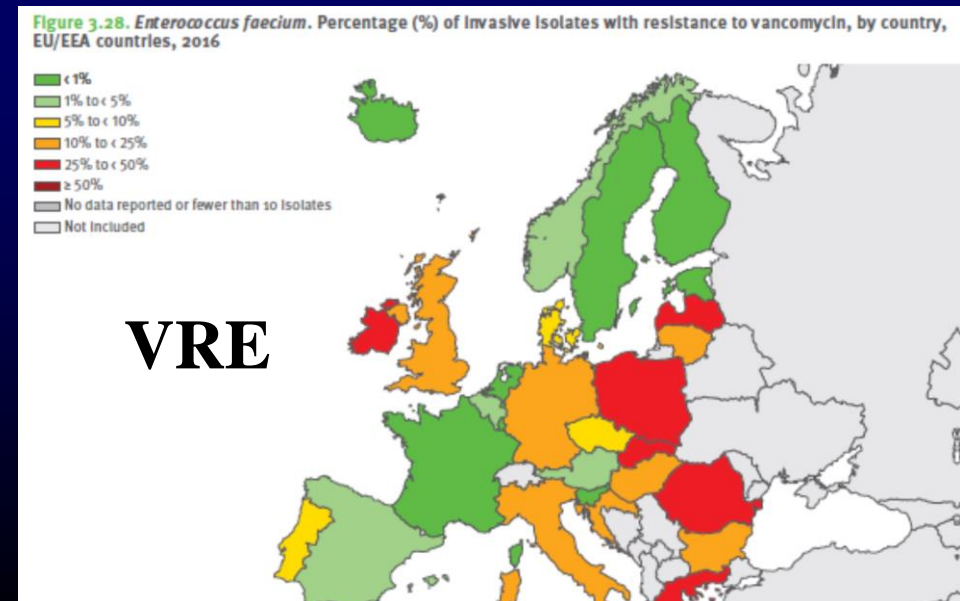 Figure 3.28. Enterococcus faecium. Percentage (%) of invasive isolates with resistance to vancomycin, by country,
EU/EEA countries, 2016
< 1%
1% to < 5%
5% to < 10%
10% to < 25%
25% to < 50%
≥ 50%
No data reported or fewer than 10 isolates
Not included
VRE